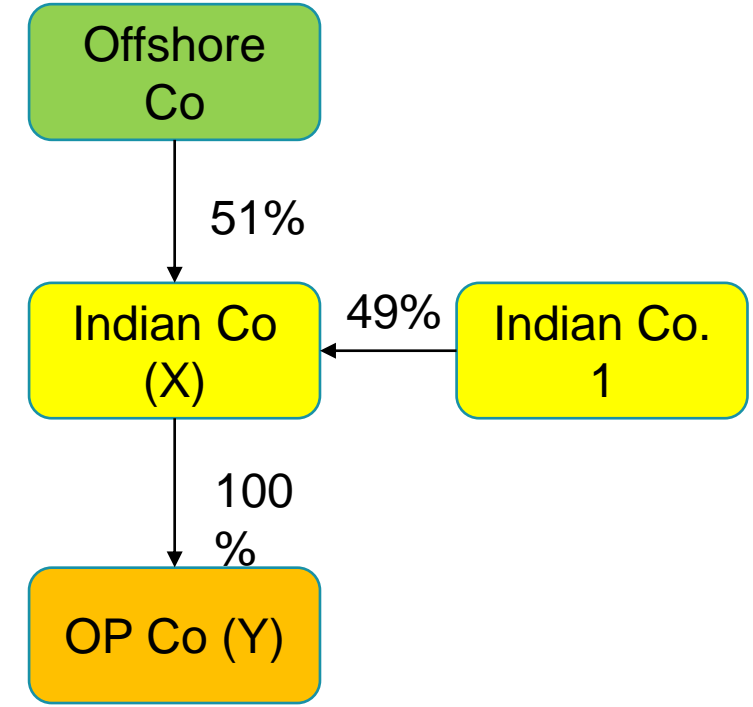 Offshore
Co
51%
Indian Co
(X)
49%
Indian Co.
1
100
%
OP Co (Y)